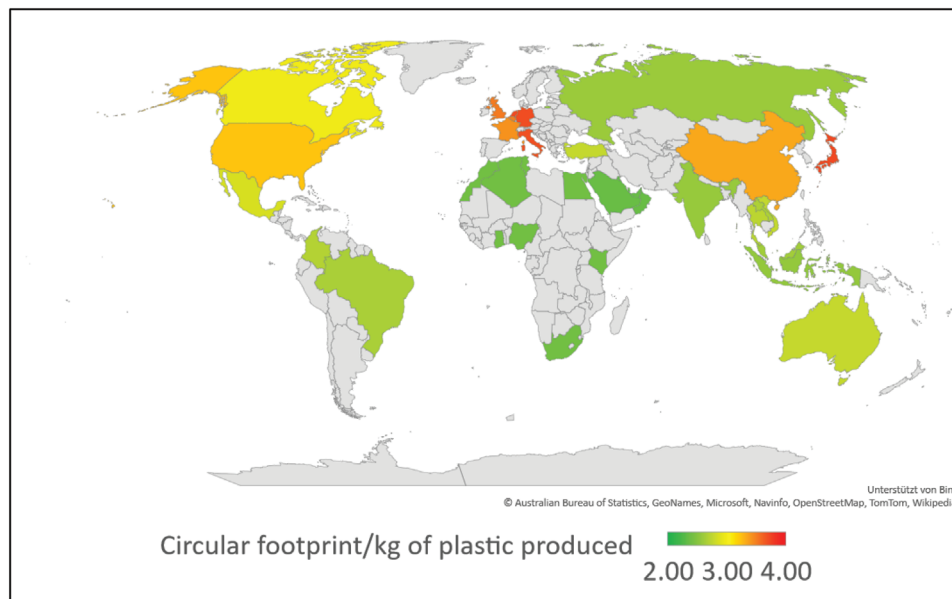 Unterstützt von Bin
© Australian Bureau of Statistics, GeoNames, Microsoft, Navinfo, OpenStreetMap, TomTom, Wikipedia
Circular footprint/kg of plastic produced
2.00 3.00 4.00